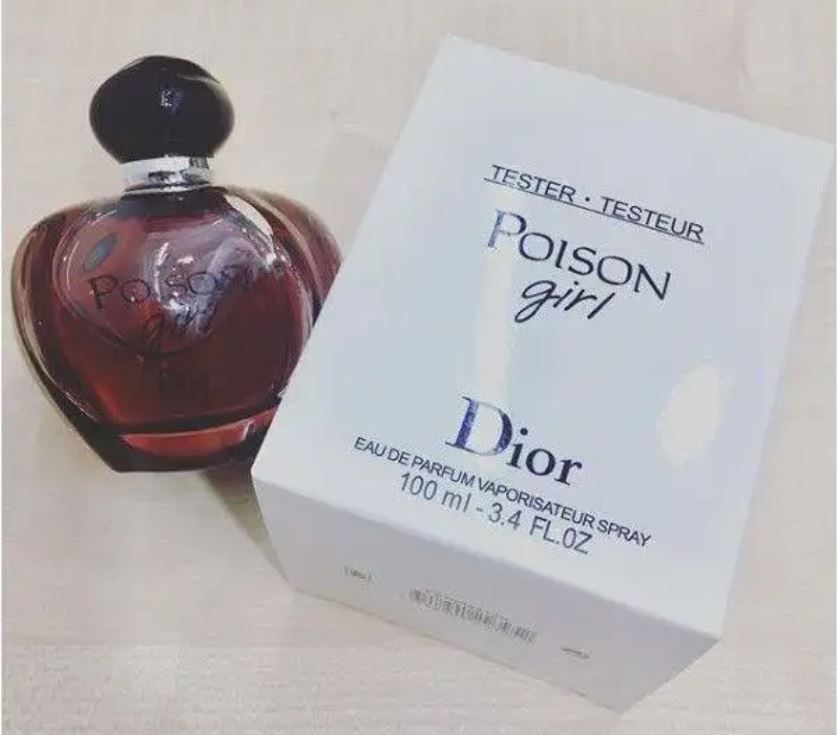 POISON
girl
TESTER · TESTEUR
POISON
girl
Dior
EAU DE PARFUM VAPORISATEUR SPRAY
100 ml - 3.4 FL.OZ